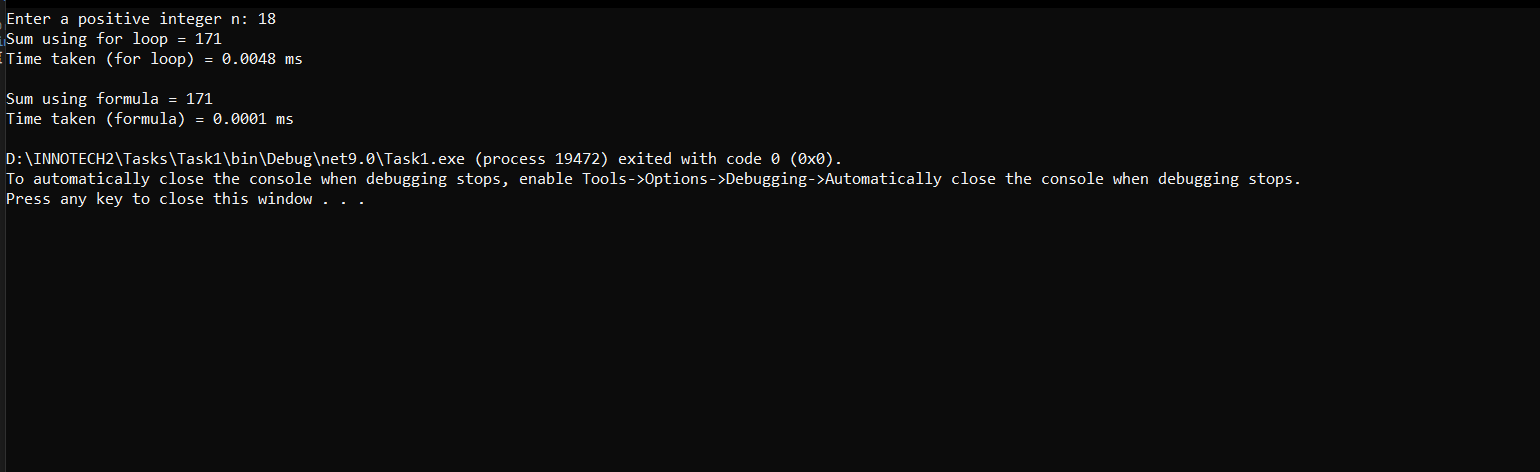 Enter a positive integer n: 18
Sum using for loop = 171
Time taken (for loop) = 0.0048 ms
Sum using formula = 171
Time taken (formula) = 0.0001 ms
D:\INNOTECH2\Tasks\Task1\bin\Debug\net9.0\Task1.exe (process 19472) exited with code 0 (0x0).
To automatically close the console when debugging stops, enable Tools->Options->Debugging->Automatically close the console when debugging stops.
Press any key to close this window . . .